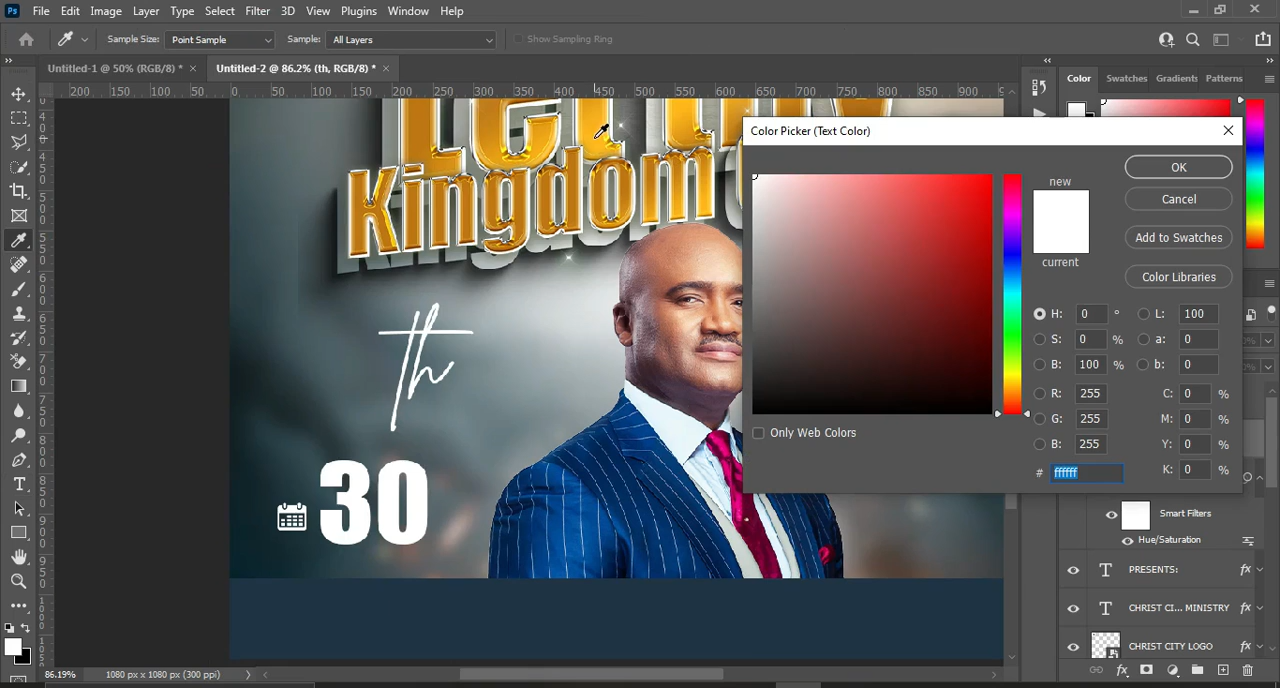 Ps File Edit Image Layer Type Select Filter 3D View Plugins Window Help
Sample Size: Point Sample Sample: All Layers Show Sampling Ring
Untitled-1 @ 50% (RGB/8) * × Untitled-2 @ 86.2% (th, RGB/8) * ×
Color Swatches Gradients Patterns
200 150 100 50 0 50 100 150 200 250 300 350 400 450 500 550 600 650 700 750 800 850 900
Kingdom
th
30
Color Picker (Text Color)
new
current
OK
Cancel
Add to Swatches
Color Libraries
H: 0 ° L: 100
S: 0 % a: 0
B: 100 % b: 0
R: 255 C: 0 %
G: 255 M: 0 %
B: 255 Y: 0 %
# ffffff K: 0 %
Only Web Colors
Smart Filters
Hue/Saturation
T PRESENTS: fx
T CHRIST CI... MINISTRY fx
CHRIST CITY LOGO fx
86.19% 1080 px x 1080 px (300 ppi)